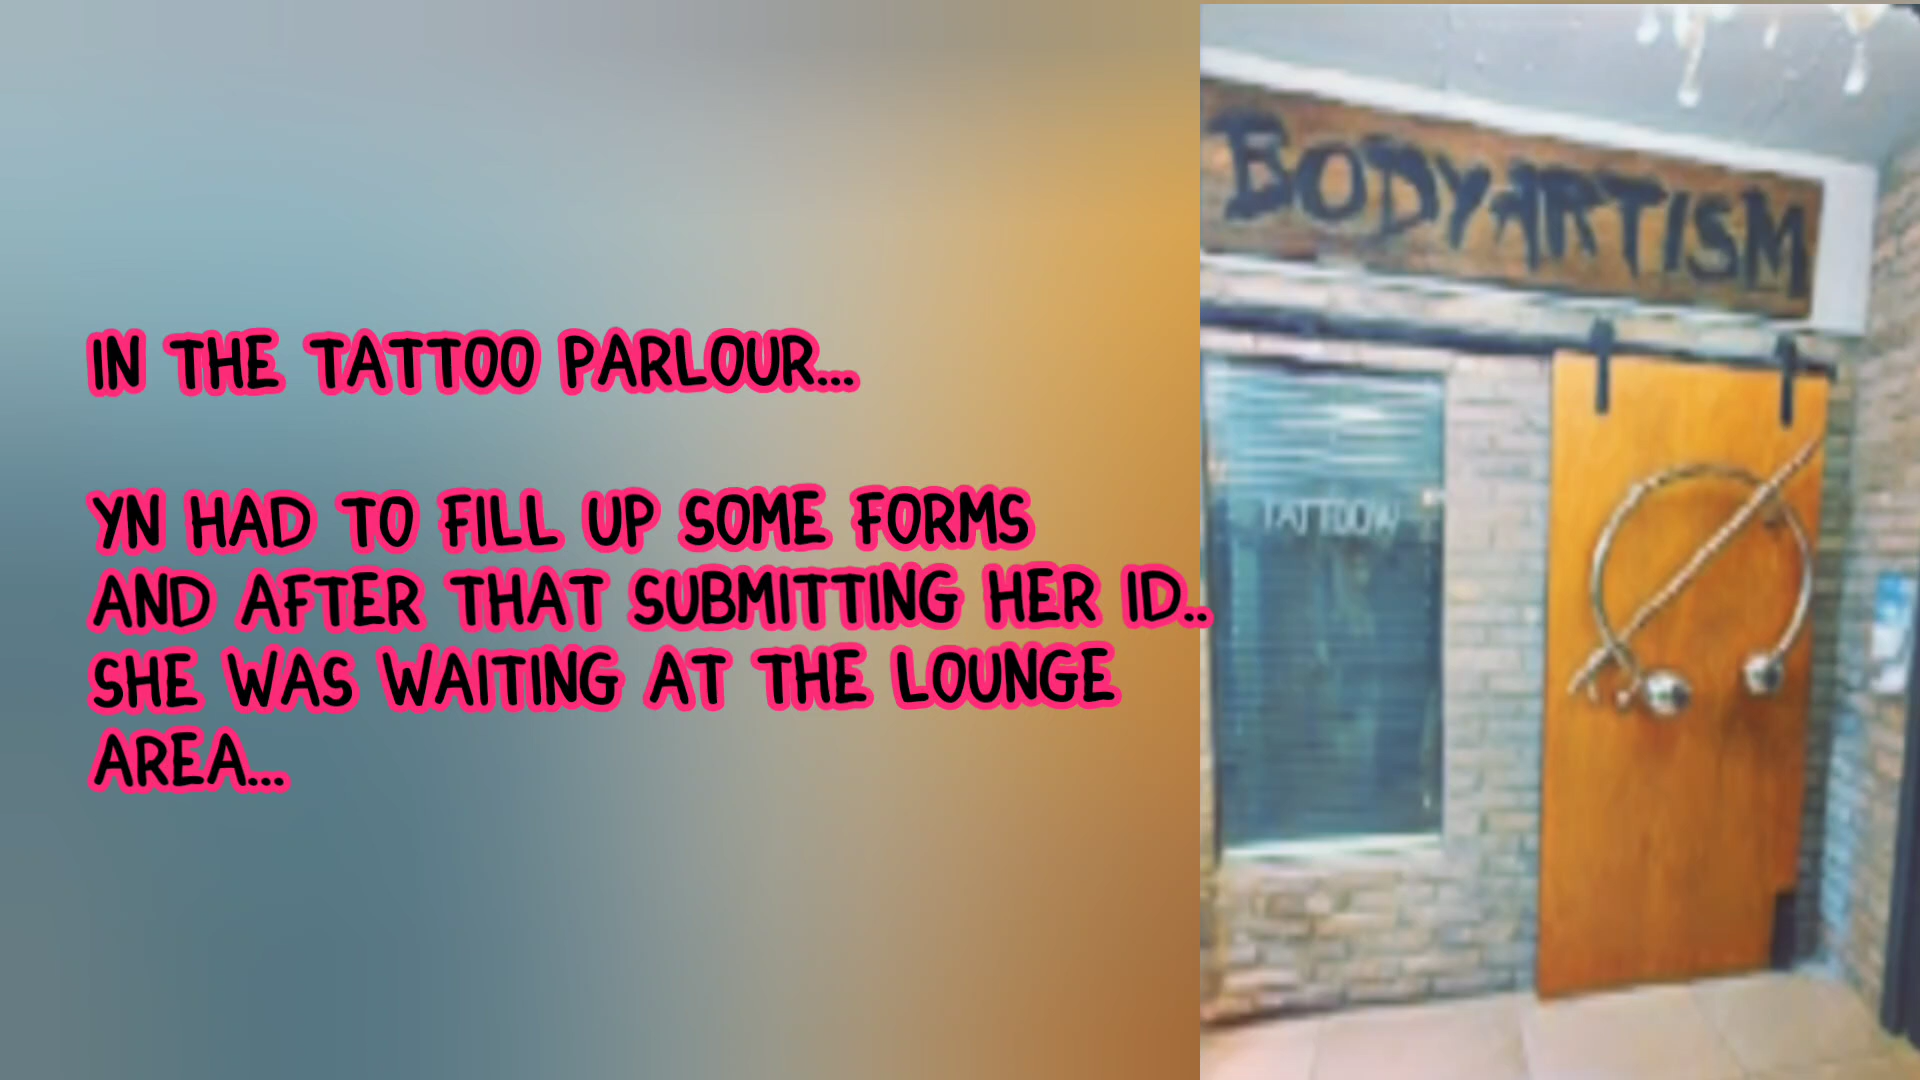 IN THE TATTOO PARLOUR...
YN HAD TO FILL UP SOME FORMS
AND AFTER THAT SUBMITTING HER ID..
SHE WAS WAITING AT THE LOUNGE
AREA...
BODYARTISM